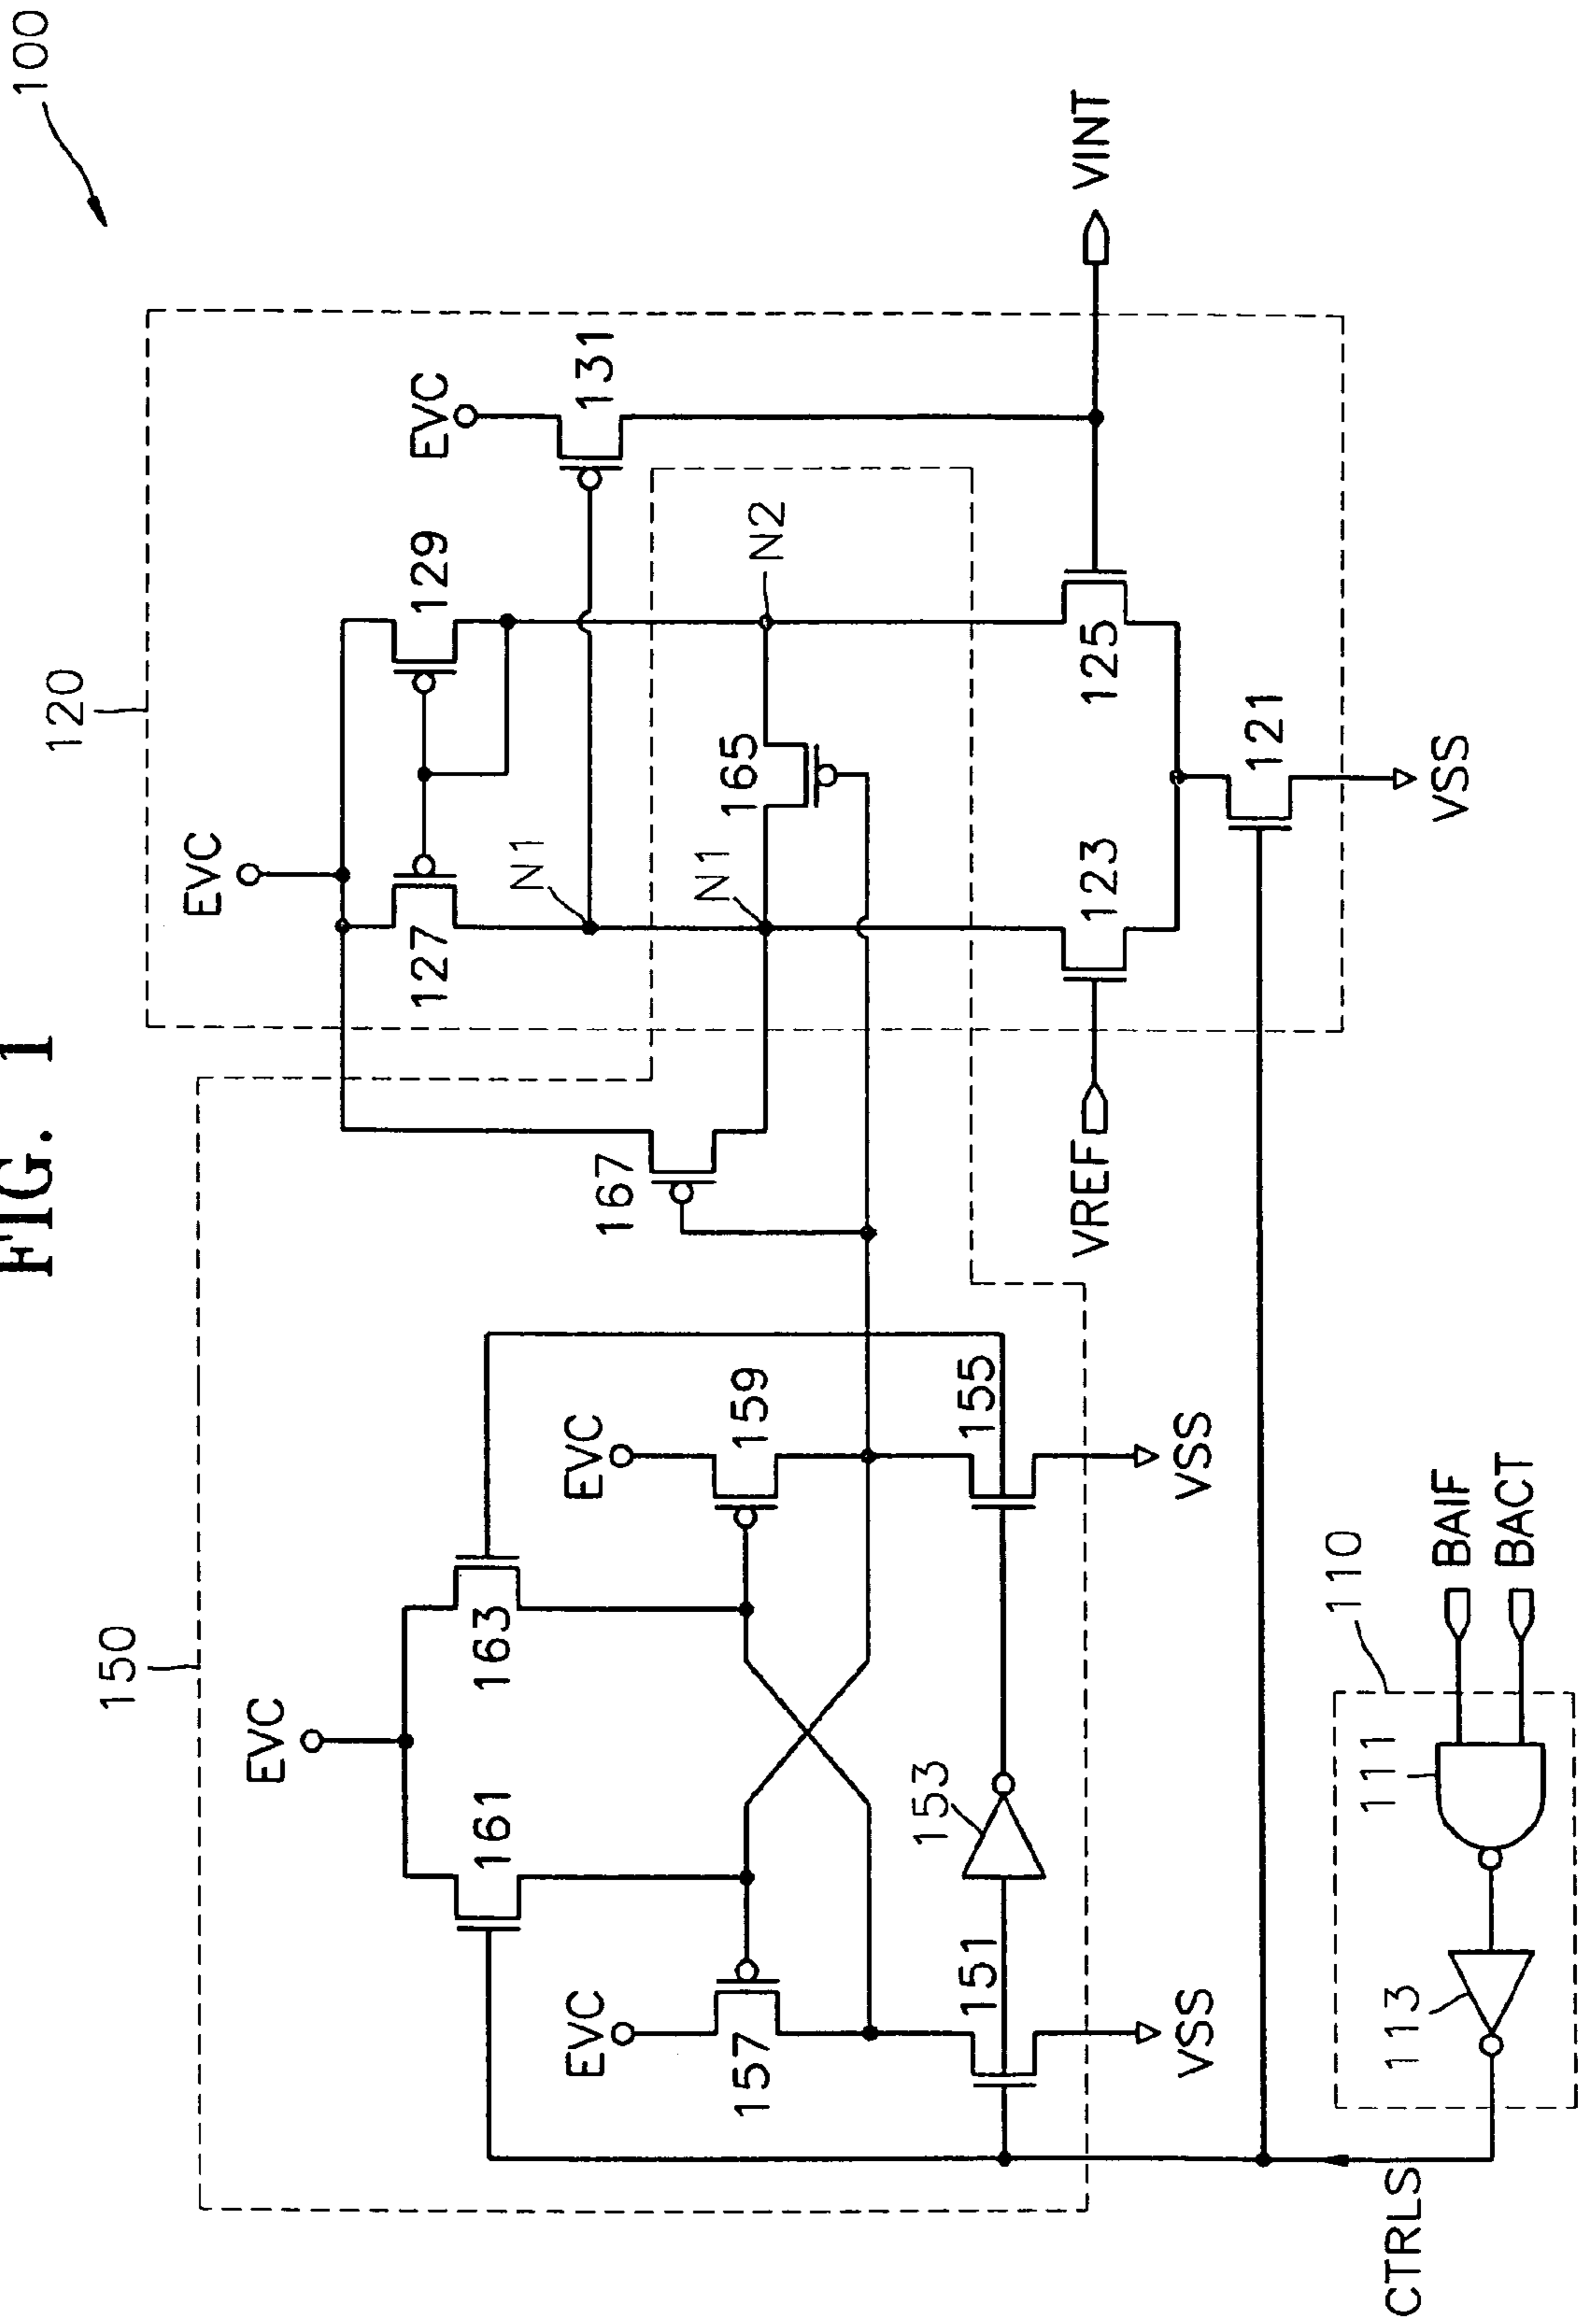 FIG. 1
100
120
EVC
EVC
127
129
131
N1
N1
N2
165
167
123
125
121
VREF
VINT
VSS
150
EVC
161
163
EVC
EVC
157
159
151
153
155
VSS
VSS
CTRLS
110
111
113
BAIF
BACT